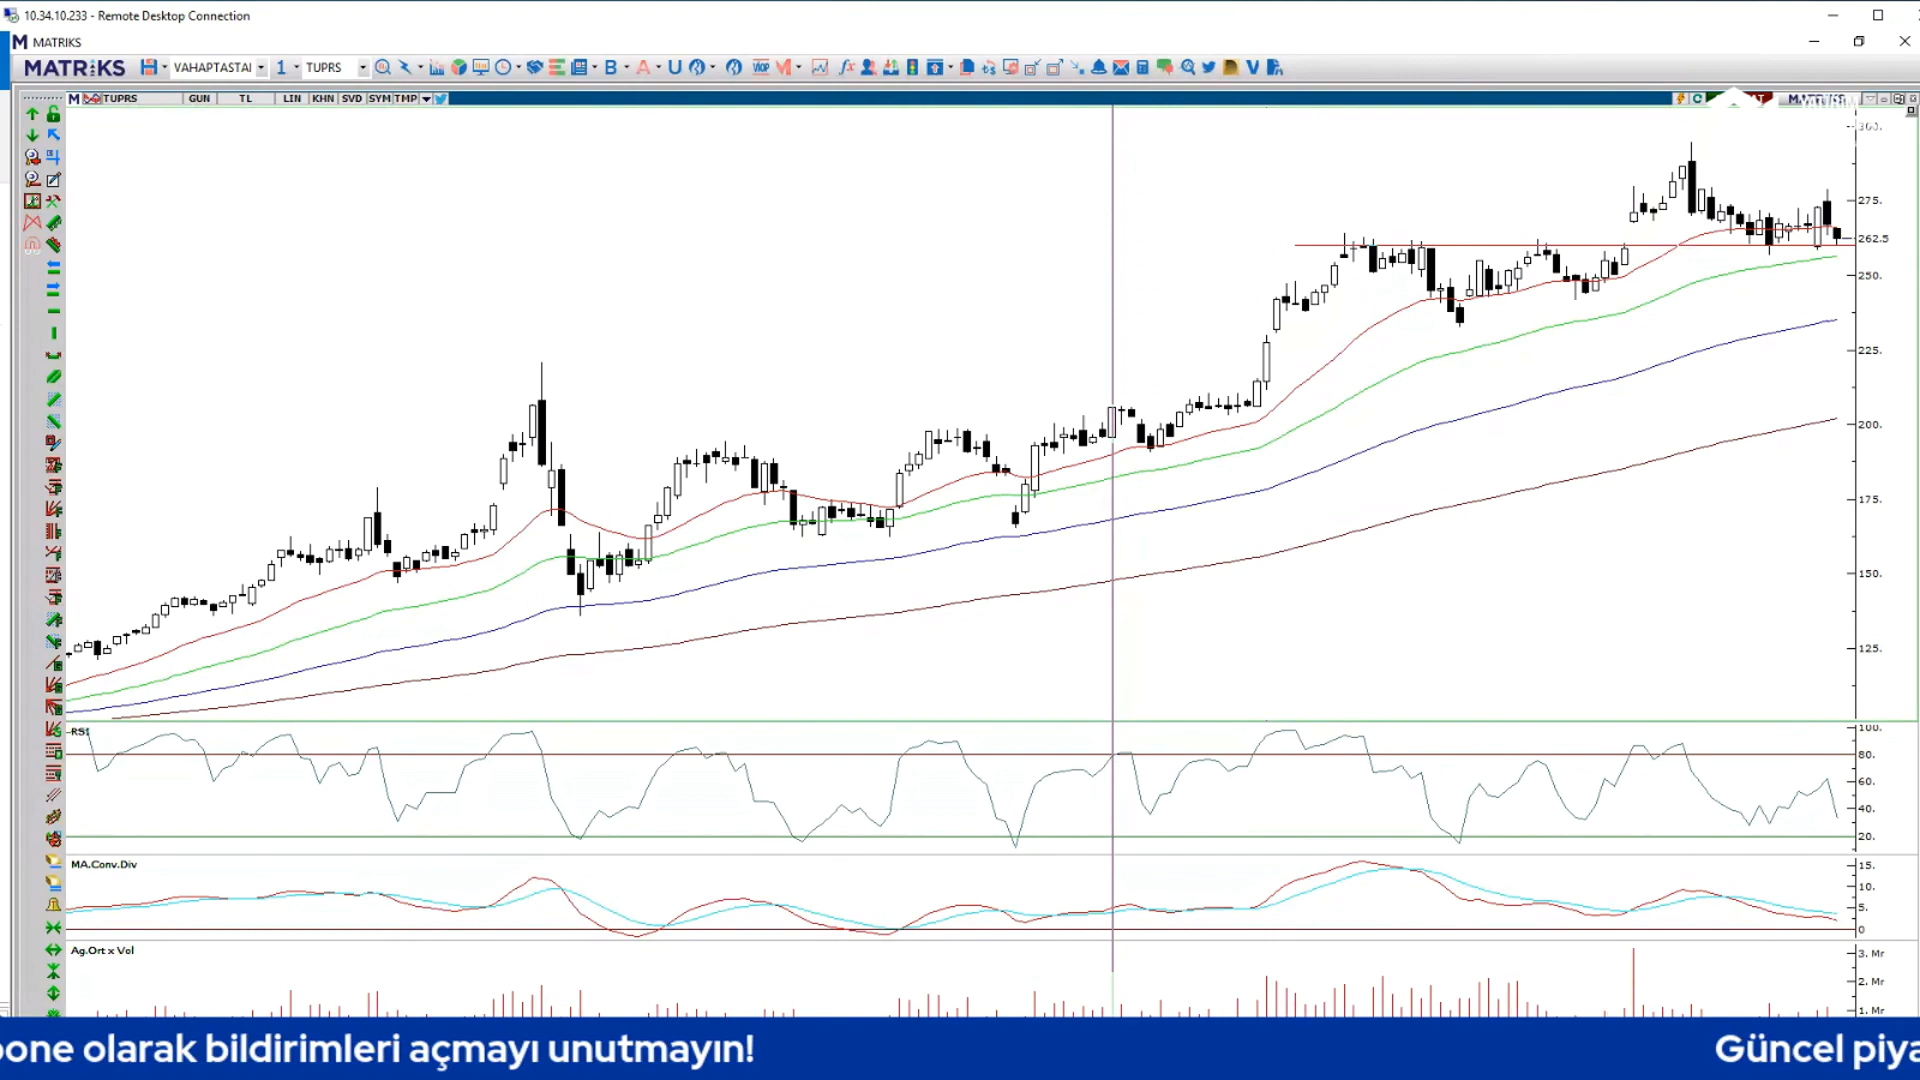 10.34.10.233 - Remote Desktop Connection
MATRIKS
MATRIKS VAHAPTASTAI 1 TUPRS
TUPRS GUN TL LIN KHN SVD SYM TMP
300.
275.
262.5
250.
225.
200.
175.
150.
125.
RSI
100.
80.
60.
40.
20.
MA.Conv.Div
15.
10.
5.
0
Ag.Ort x Vol
3. Mr
2. Mr
1. Mr
one olarak bildirimleri açmayı unutmayın! Güncel piya